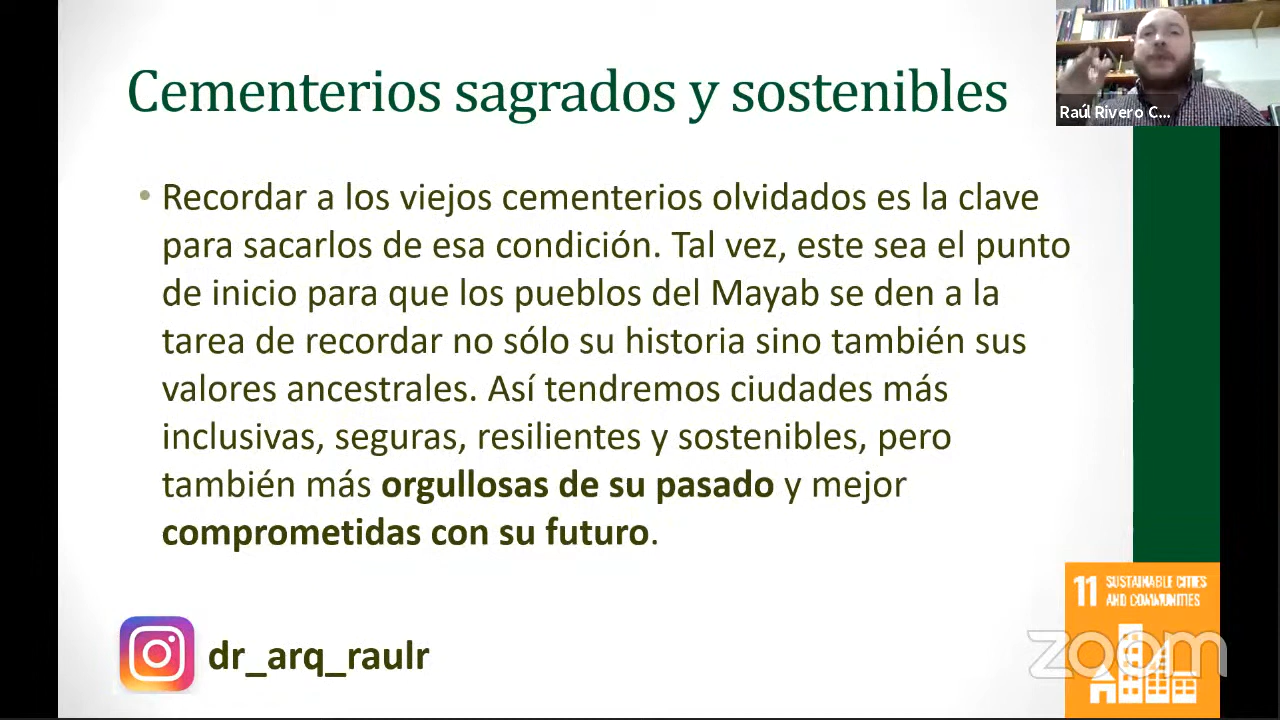 Cementerios sagrados y sostenibles
Raúl Rivero C...
• Recordar a los viejos cementerios olvidados es la clave
para sacarlos de esa condición. Tal vez, este sea el punto
de inicio para que los pueblos del Mayab se den a la
tarea de recordar no sólo su historia sino también sus
valores ancestrales. Así tendremos ciudades más
inclusivas, seguras, resilientes y sostenibles, pero
también más orgullosas de su pasado y mejor
comprometidas con su futuro.
11 SUSTAINABLE CITIES
AND COMMUNITIES
zoom
dr_arq_raulr